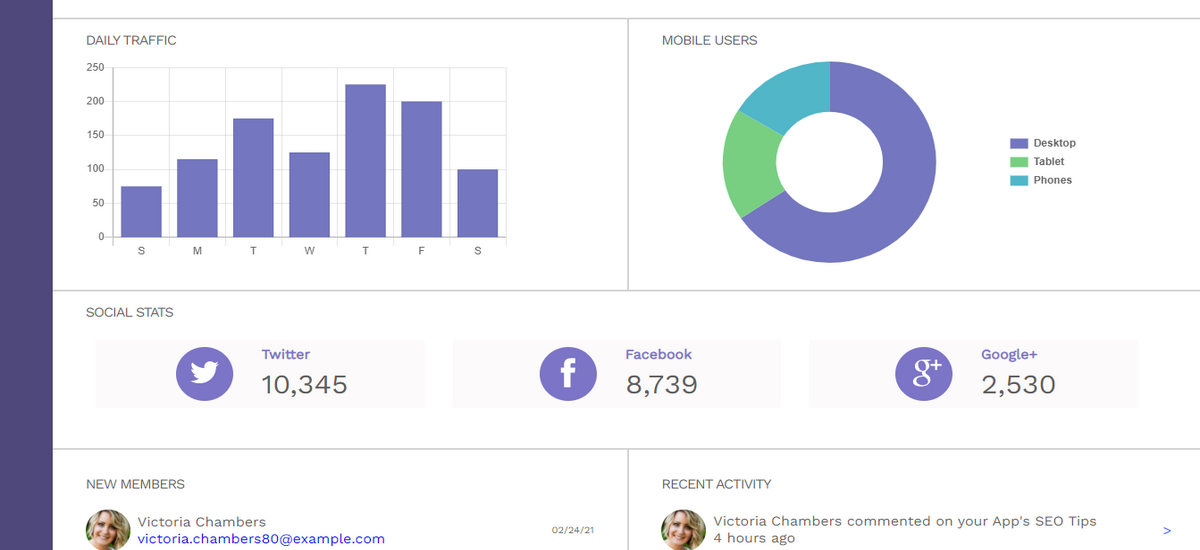 DAILY TRAFFIC
250
200
150
100
50
0
S M T W T F S
MOBILE USERS
Desktop
Tablet
Phones
SOCIAL STATS
Twitter
10,345
f
Facebook
8,739
g+
Google+
2,530
NEW MEMBERS
Victoria Chambers
victoria.chambers80@example.com
02/24/21
RECENT ACTIVITY
Victoria Chambers commented on your App's SEO Tips
4 hours ago
>